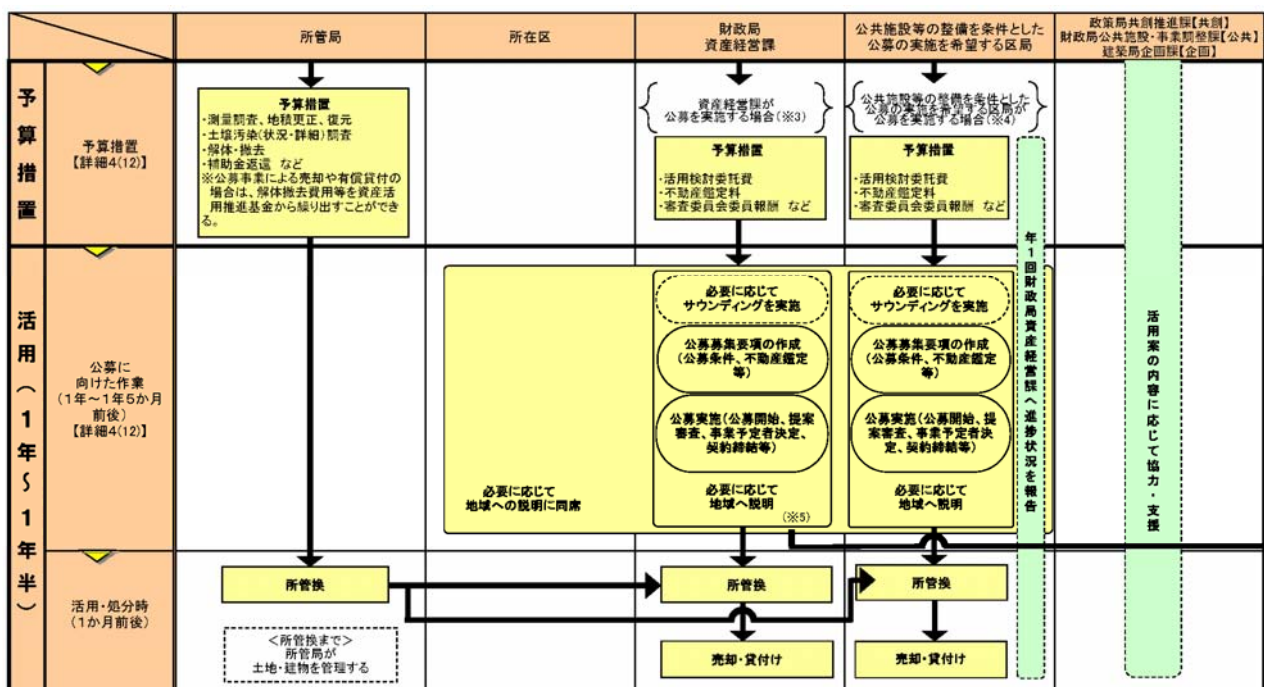 所管局
所在区
財政局
資産経営課
公共施設等の整備を条件とした
公募の実施を希望する区局
政策局共創推進課【共創】
財政局公共施設・事業調整課【公共】
建築局企画課【企画】
予算措置
予算措置
【詳細4(12)】
予算措置
・測量調査、地積更正、復元
・土壌汚染(状況・詳細)調査
・解体・撤去
・補助金返還 など
※公募事業による売却や有償貸付の
場合は、解体撤去費用等を資産活
用推進基金から繰り出すことができ
る。
資産経営課が
公募を実施する場合(※3)
予算措置
・活用検討委託費
・不動産鑑定料
・審査委員会委員報酬 など
公共施設等の整備を条件とした
公募の実施を希望する区局が
公募を実施する場合(※4)
予算措置
・活用検討委託費
・不動産鑑定料
・審査委員会委員報酬 など
年1回財政局資産経営課へ進捗状況を報告
活用案の内容に応じて協力・支援
活用(1年~1年半)
公募に
向けた作業
(1年~1年5か月
前後)
【詳細4(12)】
必要に応じて
地域への説明に同席
必要に応じて
サウンディングを実施
公募募集要項の作成
(公募条件、不動産鑑定
等)
公募実施(公募開始、提案
審査、事業予定者決定、
契約締結等)
必要に応じて
地域へ説明
(※5)
必要に応じて
サウンディングを実施
公募募集要項の作成
(公募条件、不動産鑑定
等)
公募実施(公募開始、提
案審査、事業予定者決
定、契約締結等)
必要に応じて
地域へ説明
活用・処分時
(1か月前後)
所管換
<所管換まで>
所管局が
土地・建物を管理する
所管換
売却・貸付け
所管換
売却・貸付け